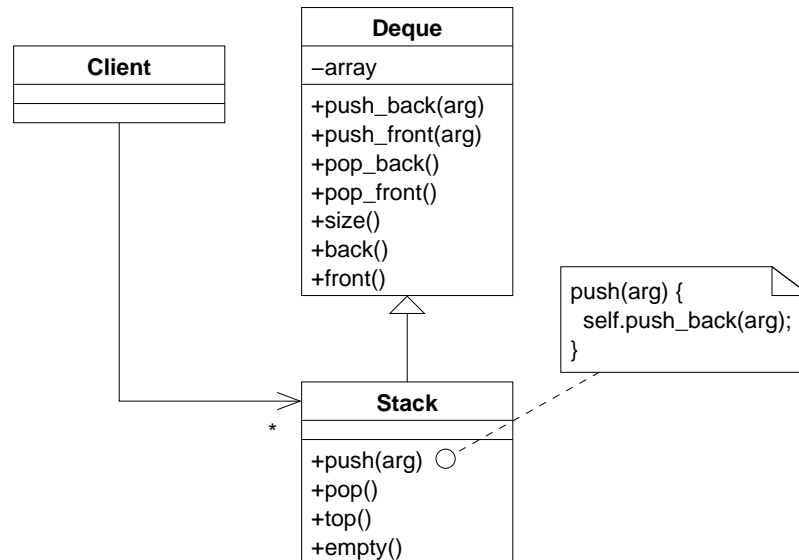 Client
Deque
–array
+push_back(arg)
+push_front(arg)
+pop_back()
+pop_front()
+size()
+back()
+front()
push(arg) {
self.push_back(arg);
}
*
Stack
+push(arg)
+pop()
+top()
+empty()